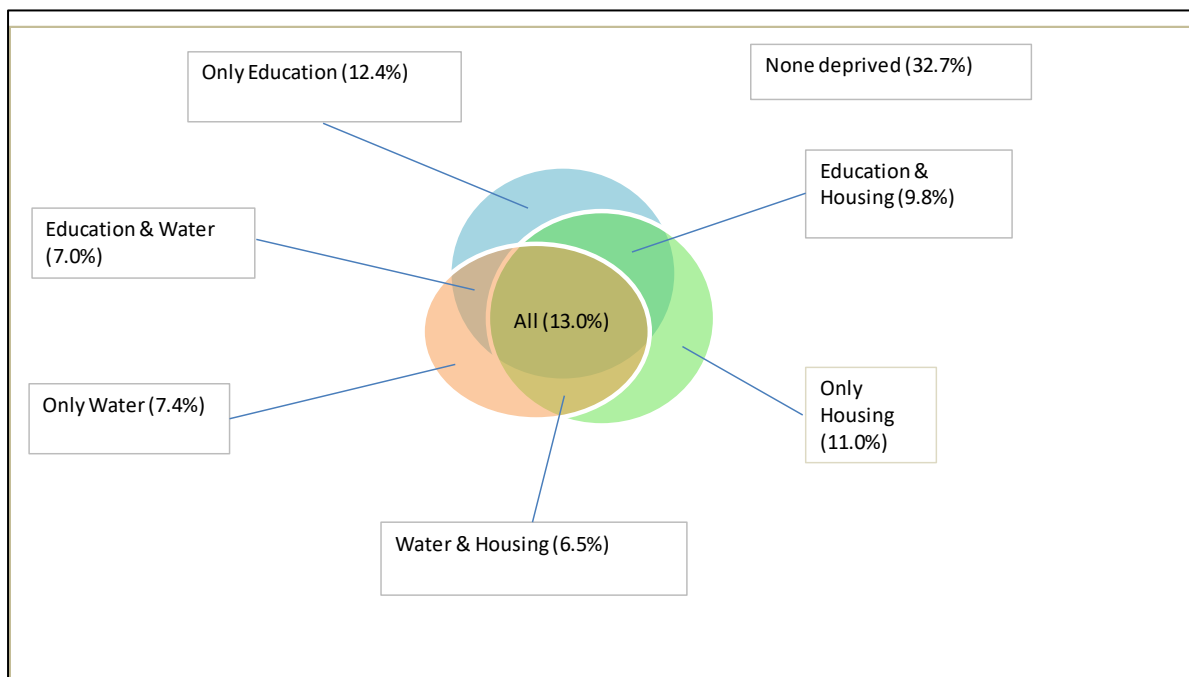 Only Education (12.4%)
None deprived (32.7%)
Education &
Housing (9.8%)
Education & Water
(7.0%)
All (13.0%)
Only Water (7.4%)
Only
Housing
(11.0%)
Water & Housing (6.5%)